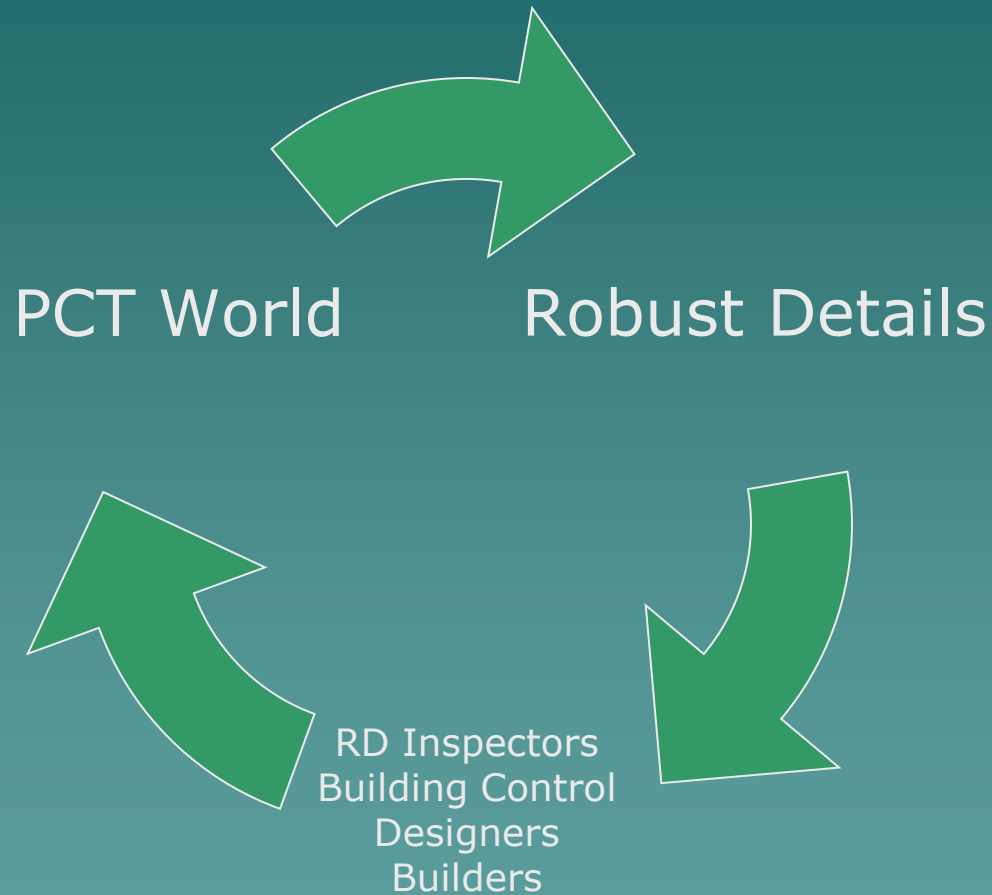 PCT World
Robust Details
RD Inspectors
Building Control
Designers
Builders